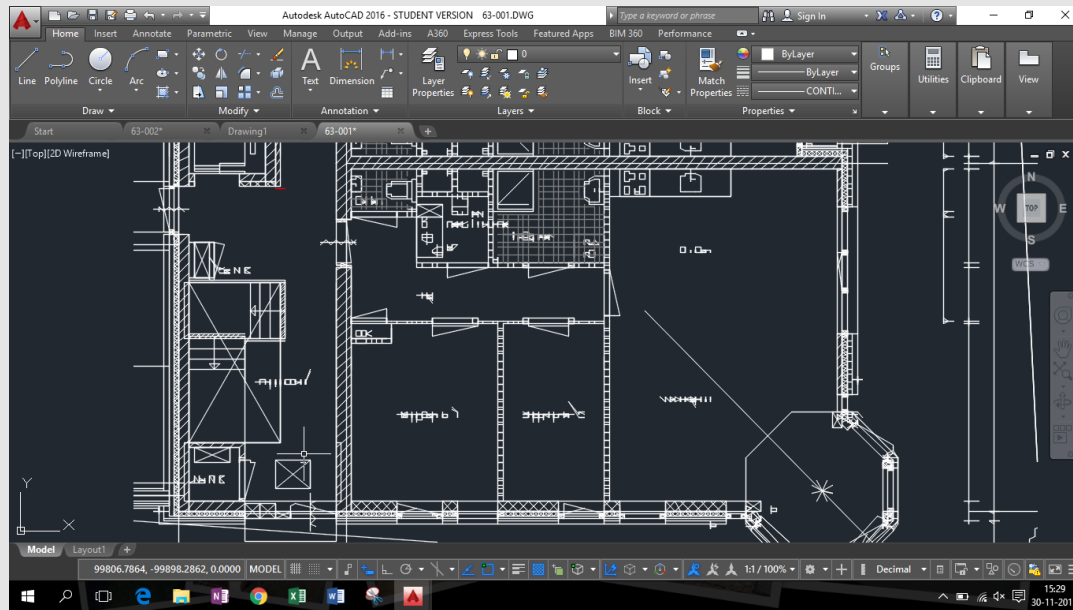 Autodesk AutoCAD 2016 - STUDENT VERSION 63-001.DWG
Type a keyword or phrase
Sign In
Home Insert Annotate Parametric View Manage Output Add-ins A360 Express Tools Featured Apps BIM 360 Performance
Line Polyline Circle Arc
Text Dimension
Layer Properties
0
Insert
Match Properties
ByLayer
ByLayer
CONTI...
Groups Utilities Clipboard View
Draw Modify Annotation Layers Block Properties
Start 63-002* Drawing1 63-001*
[−][Top][2D Wireframe]
N
W TOP E
S
WCS
Y
X
Model Layout1
99806.7864, -99898.2862, 0.0000 MODEL 1:1 / 100% Decimal
15:29